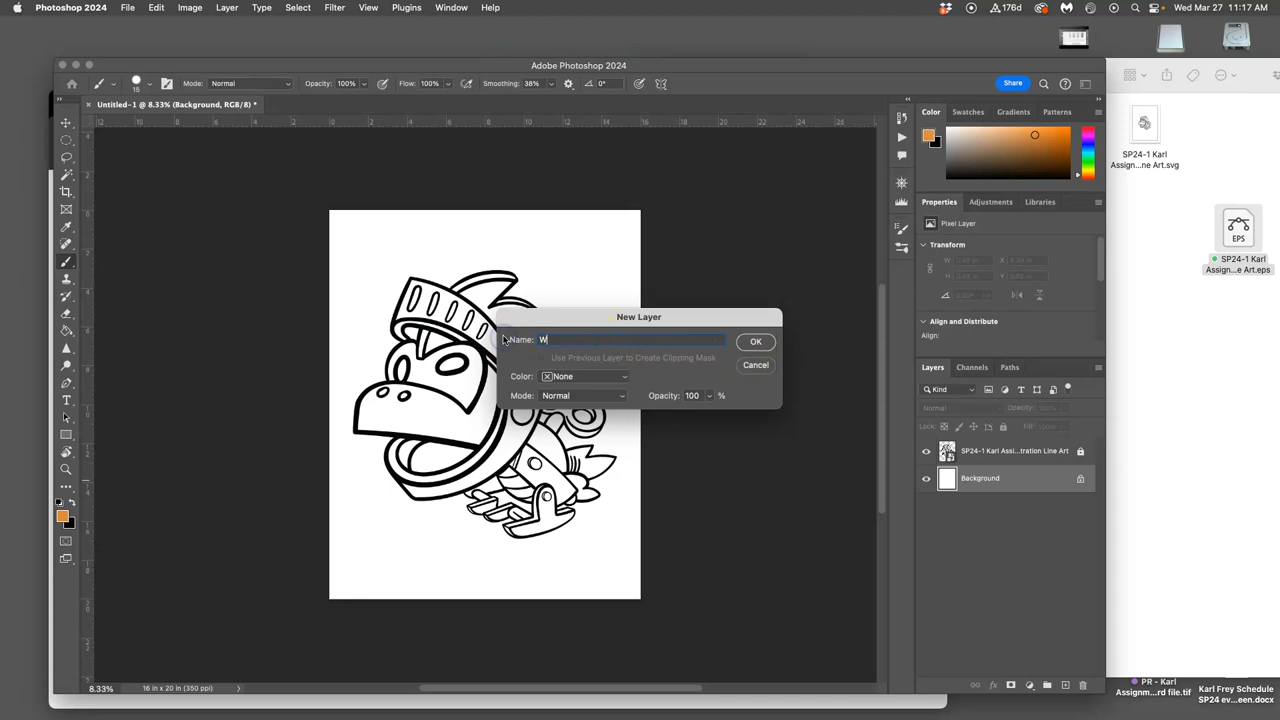 Photoshop 2024 File Edit Image Layer Type Select Filter View Plugins Window Help 176d Wed Mar 27 11:17 AM
Adobe Photoshop 2024
15 Mode: Normal Opacity: 100% Flow: 100% Smoothing: 38% 0° Share
Untitled-1 @ 8.33% (Background, RGB/8) *
Color Swatches Gradients Patterns
SP24-1 Karl
Assign...ne Art.svg
Properties Adjustments Libraries
Pixel Layer
Transform
EPS
SP24-1 Karl
Assign...e Art.eps
Align and Distribute
Align:
New Layer
Name: W
OK
Use Previous Layer to Create Clipping Mask
Cancel
Color: None
Mode: Normal Opacity: 100 %
Layers Channels Paths
Kind
Normal Opacity: 100%
Lock: Fill: 100%
SP24-1 Karl Assi...tration Line Art
Background
8.33% 16 in x 20 in (350 ppi)
PR - Karl
Assignm...rd file.tif
Karl Frey Schedule
SP24 ev...een.docx